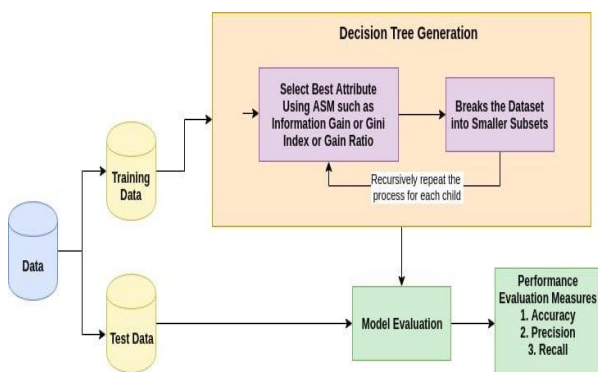 Decision Tree Generation
Select Best Attribute
Using ASM such as
Information Gain or Gini
Index or Gain Ratio
Breaks the Dataset
into Smaller Subsets
Recursively repeat the
process for each child
Training
Data
Data
Test Data
Model Evaluation
Performance
Evaluation Measures
1. Accuracy
2. Precision
3. Recall